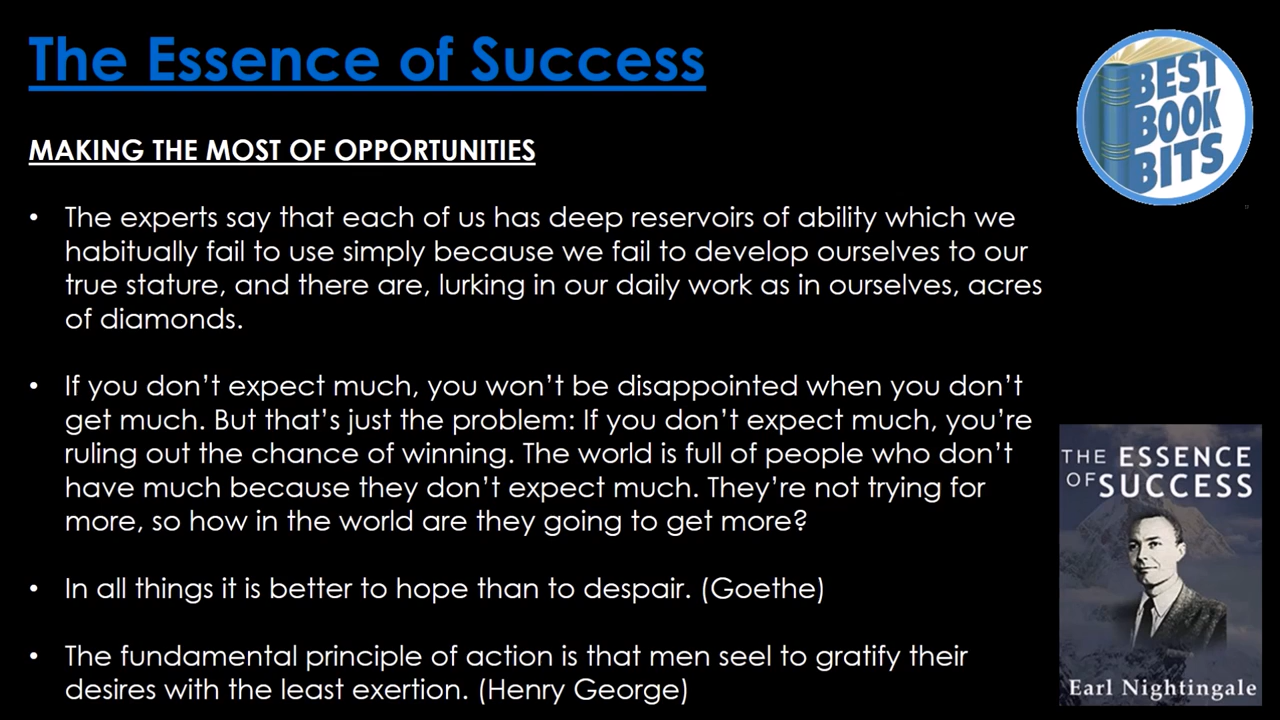 The Essence of Success
BEST
BOOK
BITS
MAKING THE MOST OF OPPORTUNITIES
• The experts say that each of us has deep reservoirs of ability which we
habitually fail to use simply because we fail to develop ourselves to our
true stature, and there are, lurking in our daily work as in ourselves, acres
of diamonds.
• If you don’t expect much, you won’t be disappointed when you don’t
get much. But that’s just the problem: If you don’t expect much, you’re
ruling out the chance of winning. The world is full of people who don’t
have much because they don’t expect much. They’re not trying for
more, so how in the world are they going to get more?
• In all things it is better to hope than to despair. (Goethe)
• The fundamental principle of action is that men seel to gratify their
desires with the least exertion. (Henry George)
THE ESSENCE
OF SUCCESS
Earl Nightingale